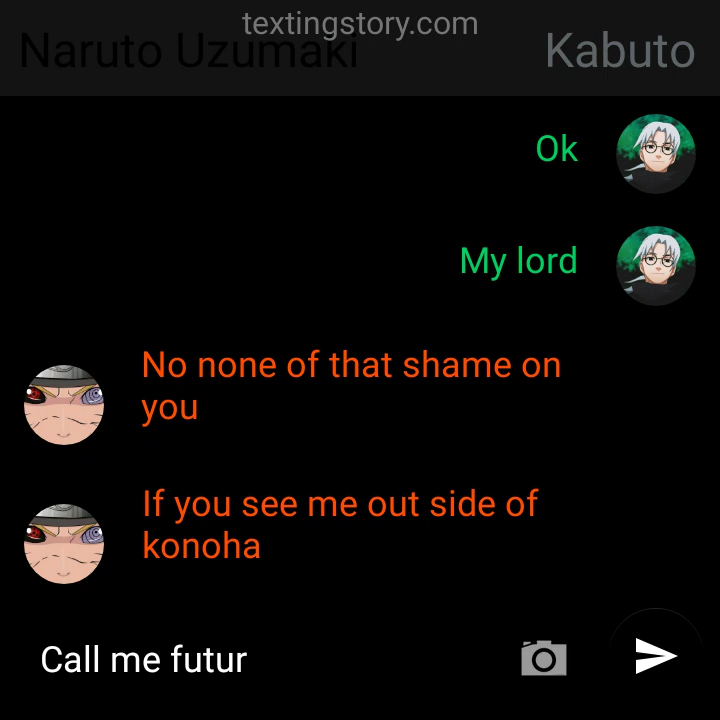 textingstory.com
Naruto Uzumaki
Kabuto
Ok
My lord
No none of that shame on
you
If you see me out side of
konoha
Call me futur